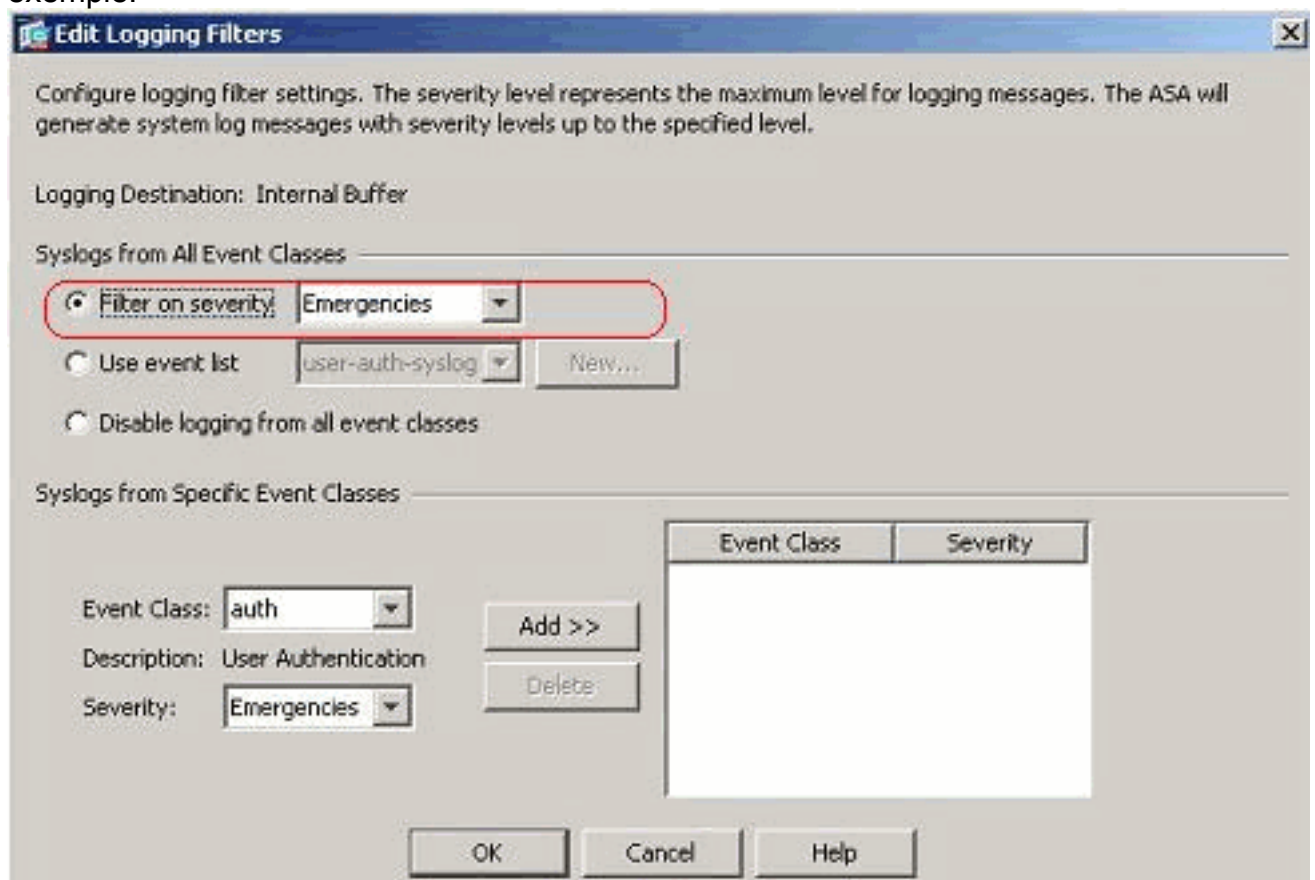 exemple:
Edit Logging Filters
Configure logging filter settings. The severity level represents the maximum level for logging messages. The ASA will
generate system log messages with severity levels up to the specified level.
Logging Destination: Internal Buffer
Syslogs from All Event Classes
Filter on severity Emergencies
Use event list user-auth-syslog New...
Disable logging from all event classes
Syslogs from Specific Event Classes
Event Class Severity
Event Class: auth
Add >>
Description: User Authentication
Delete
Severity: Emergencies
OK Cancel Help